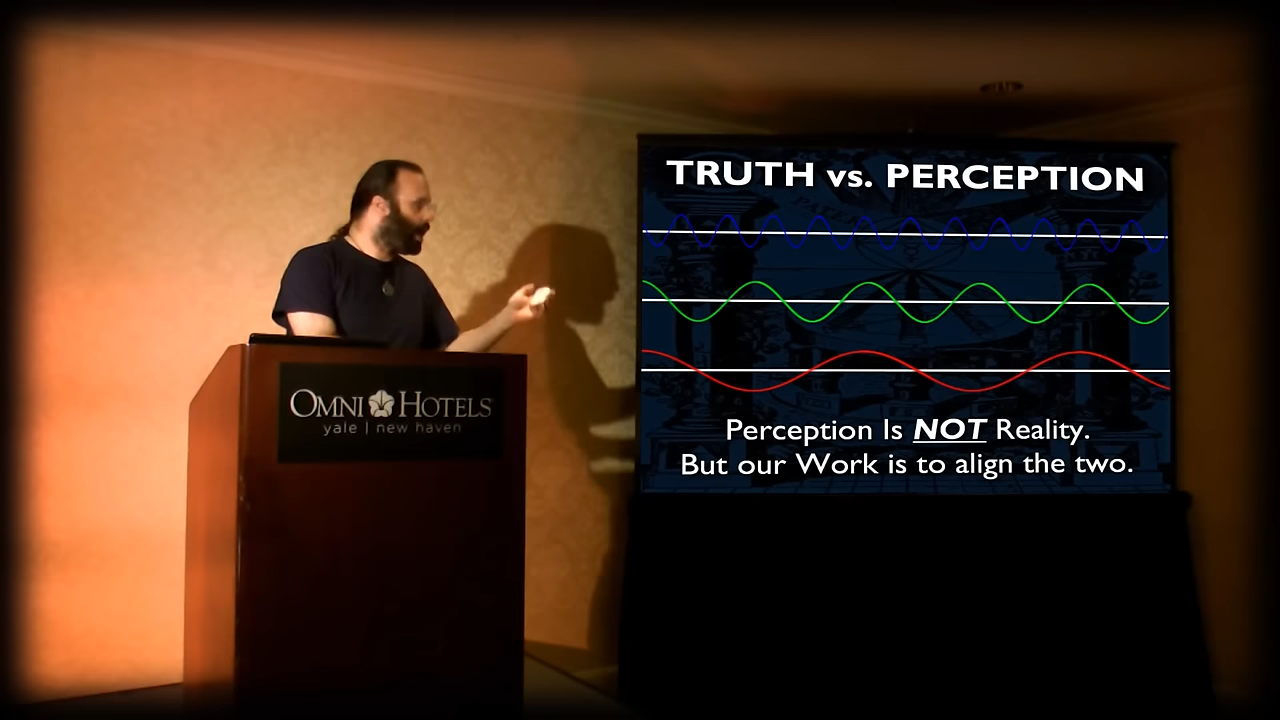 TRUTH vs. PERCEPTION
Perception Is NOT Reality.
But our Work is to align the two.
OMNI HOTELS
yale | new haven